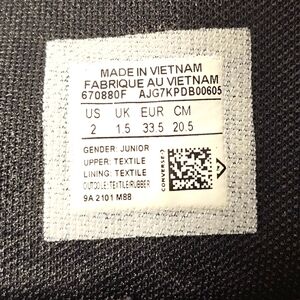 MADE IN VIETNAM
FABRIQUE AU VIETNAM
670880F AJG7KPDB00605
US UK EUR CM
2 1.5 33.5 20.5
GENDER: JUNIOR
UPPER: TEXTILE
LINING: TEXTILE
OUTSOLE: TEXTILE/RUBBER
9A 2101 M88
CONVERSE